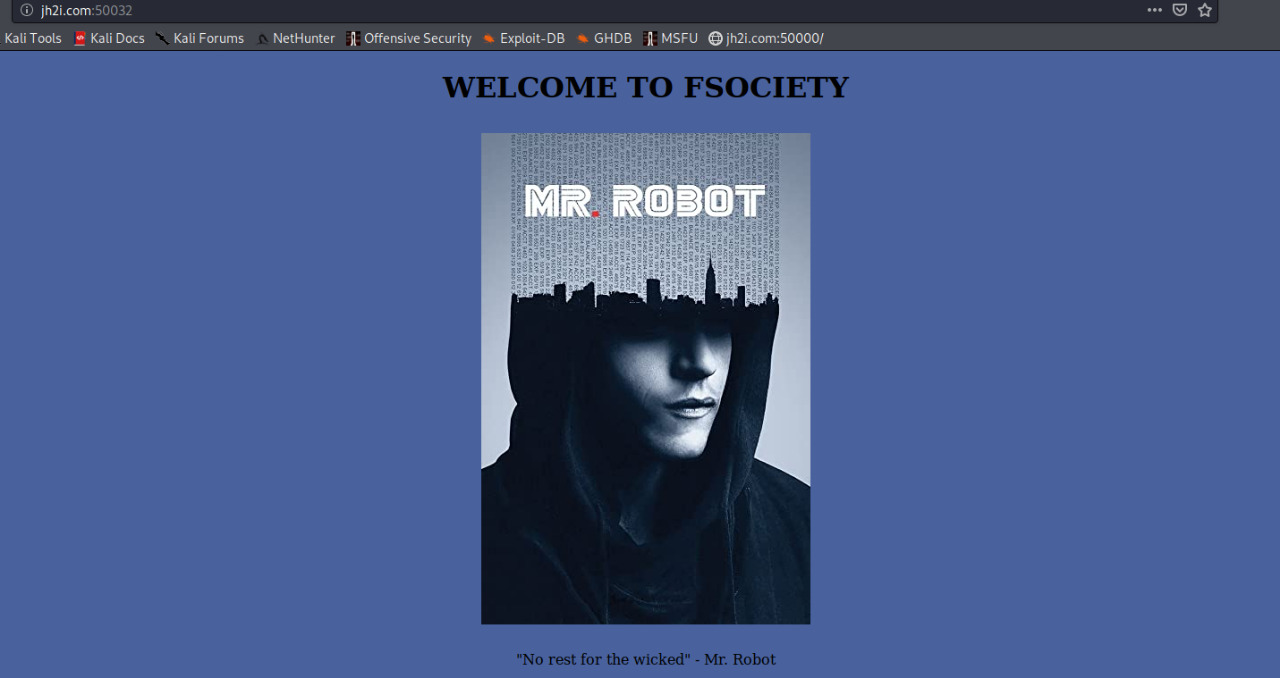 jh2i.com:50032
Kali Tools Kali Docs Kali Forums NetHunter Offensive Security Exploit-DB GHDB MSFU jh2i.com:50000/
WELCOME TO FSOCIETY
MR. ROBOT
"No rest for the wicked" - Mr. Robot